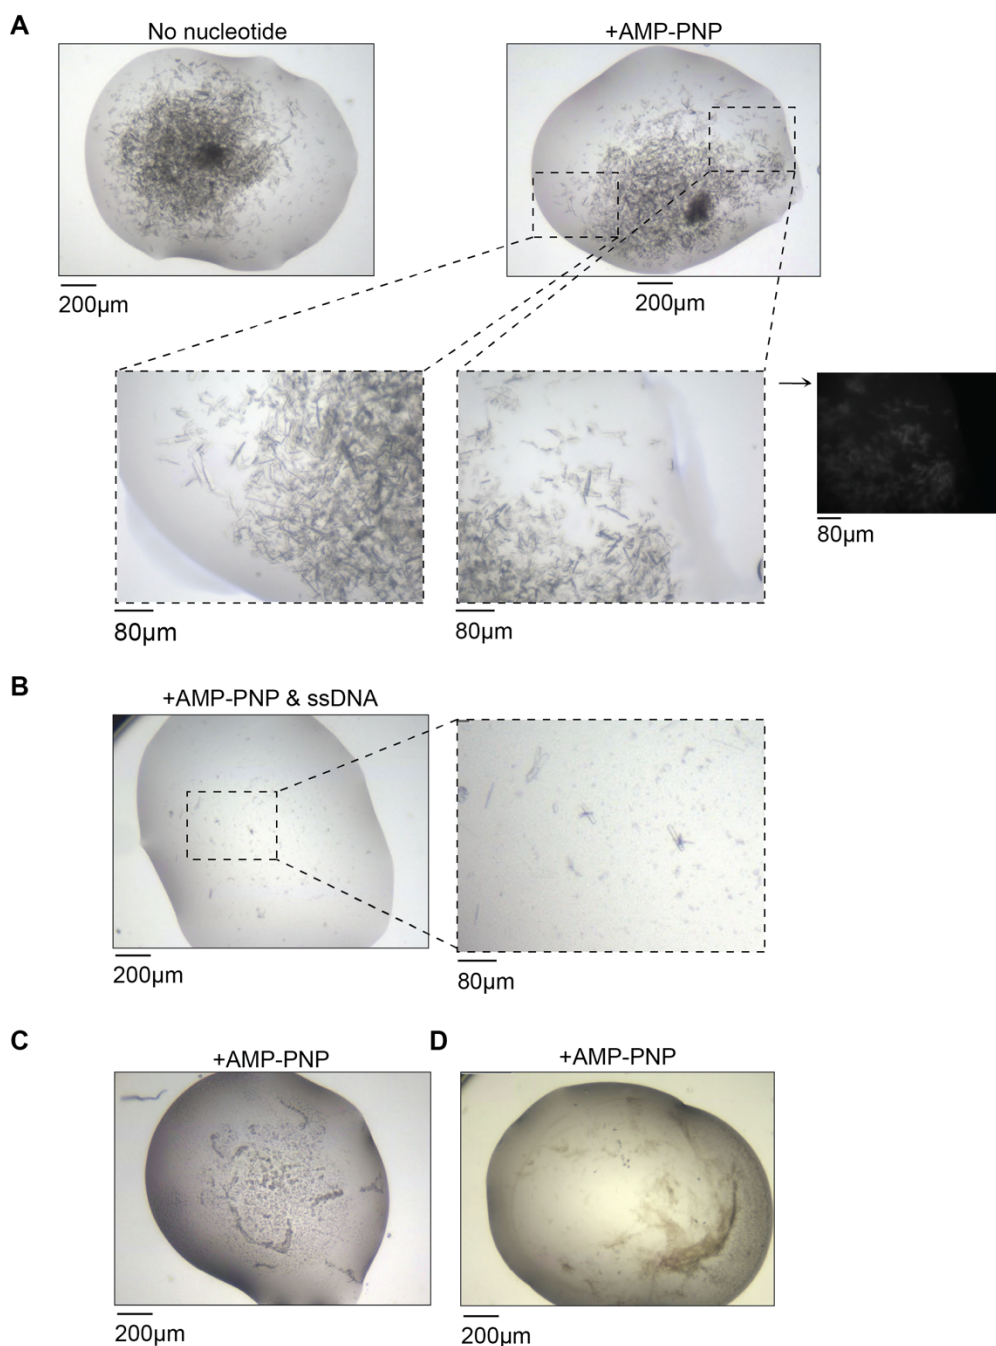 A
No nucleotide
+AMP-PNP
200µm
200µm
80µm
80µm
80µm
B
+AMP-PNP & ssDNA
200µm
80µm
C
+AMP-PNP
D
+AMP-PNP
200µm
200µm